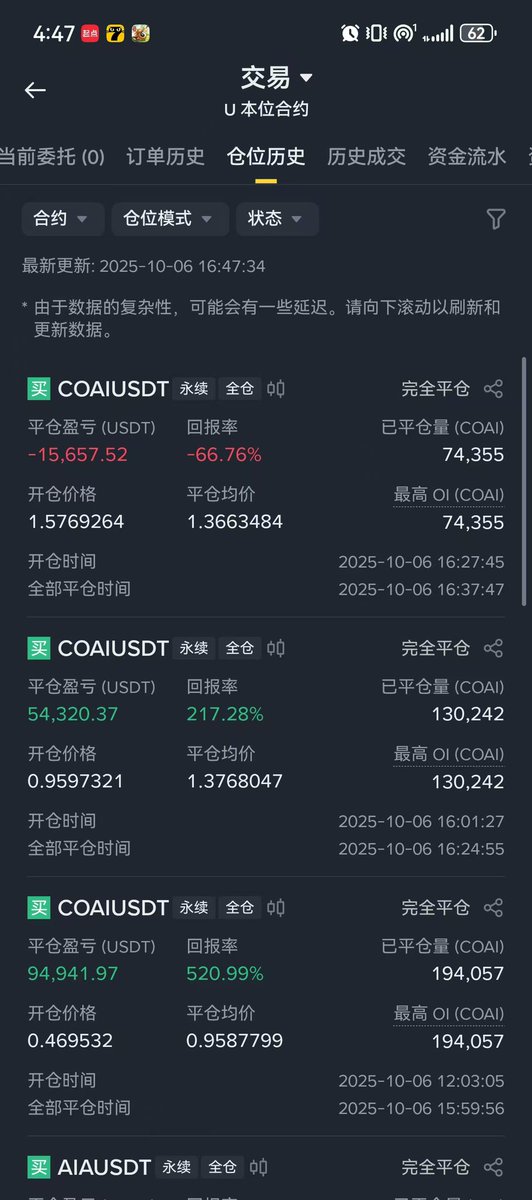 4:47 起点 62
交易
U 本位合约
当前委托 (0) 订单历史 仓位历史 历史成交 资金流水
合约 仓位模式 状态
最新更新: 2025-10-06 16:47:34
* 由于数据的复杂性，可能会有一些延迟。请向下滚动以刷新和
更新数据。
买 COAIUSDT 永续 全仓 完全平仓
平仓盈亏 (USDT) 回报率 已平仓量 (COAI)
-15,657.52 -66.76% 74,355
开仓价格 平仓均价 最高 OI (COAI)
1.5769264 1.3663484 74,355
开仓时间 2025-10-06 16:27:45
全部平仓时间 2025-10-06 16:37:47
买 COAIUSDT 永续 全仓 完全平仓
平仓盈亏 (USDT) 回报率 已平仓量 (COAI)
54,320.37 217.28% 130,242
开仓价格 平仓均价 最高 OI (COAI)
0.9597321 1.3768047 130,242
开仓时间 2025-10-06 16:01:27
全部平仓时间 2025-10-06 16:24:55
买 COAIUSDT 永续 全仓 完全平仓
平仓盈亏 (USDT) 回报率 已平仓量 (COAI)
94,941.97 520.99% 194,057
开仓价格 平仓均价 最高 OI (COAI)
0.469532 0.9587799 194,057
开仓时间 2025-10-06 12:03:05
全部平仓时间 2025-10-06 15:59:56
买 AIAUSDT 永续 全仓 完全平仓